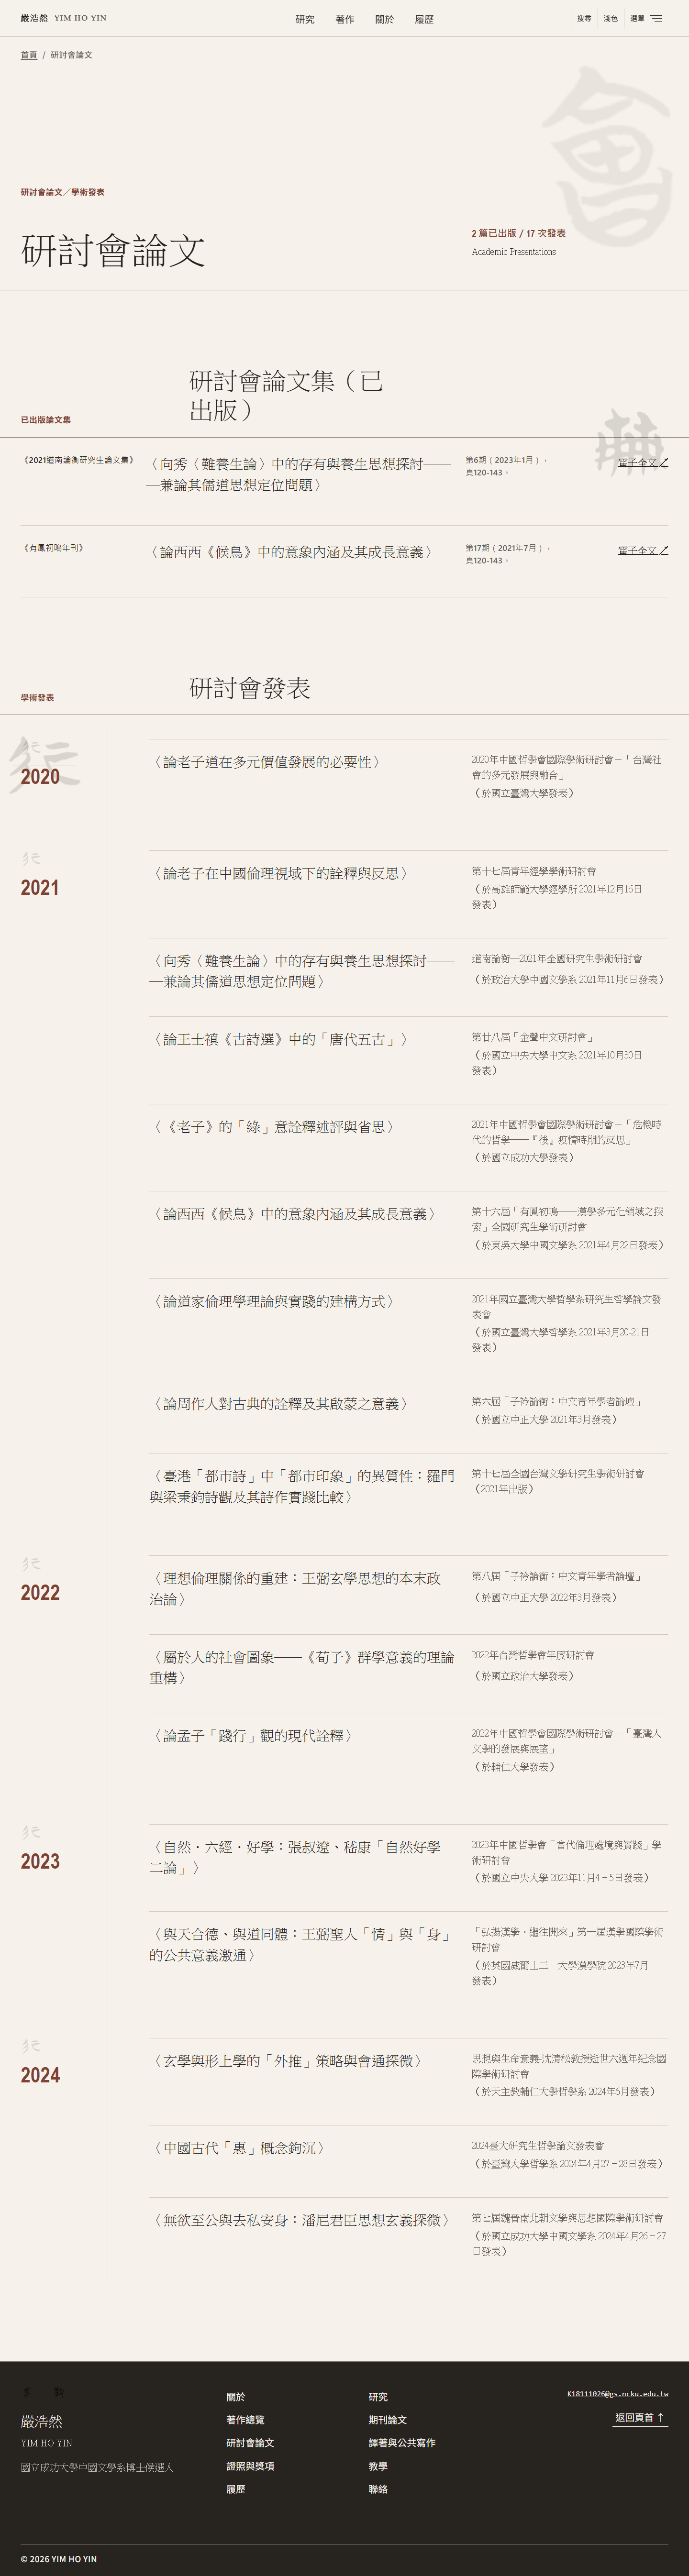 嚴浩然 YIM HO YIN
研究 著作 關於 履歷
搜尋 淺色 選單
首頁 / 研討會論文
會
研討會論文／學術發表
研討會論文
2 篇已出版 / 17 次發表
Academic Presentations
研討會論文集（已
出版）
已出版論文集
《2021道南論衡研究生論文集》
〈向秀〈難養生論〉中的存有與養生思想探討——
—兼論其儒道思想定位問題〉
第6期（2023年1月），
頁120-143。
電子全文 ↗
《有鳳初鳴年刊》
〈論西西《候鳥》中的意象內涵及其成長意義〉
第17期（2021年7月），
頁120-143。
電子全文 ↗
學術發表
研討會發表
2020
〈論老子道在多元價值發展的必要性〉
2020年中國哲學會國際學術研討會－「台灣社
會的多元發展與融合」
（於國立臺灣大學發表）
2021
〈論老子在中國倫理視域下的詮釋與反思〉
第十七屆青年經學學術研討會
（於高雄師範大學經學所 2021年12月16日
發表）
〈向秀〈難養生論〉中的存有與養生思想探討——
—兼論其儒道思想定位問題〉
道南論衡—2021年全國研究生學術研討會
（於政治大學中國文學系 2021年11月6日發表）
〈論王士禛《古詩選》中的「唐代五古」〉
第廿八屆「金聲中文研討會」
（於國立中央大學中文系 2021年10月30日
發表）
〈《老子》的「綠」意詮釋述評與省思〉
2021年中國哲學會國際學術研討會－「危機時
代的哲學——『後』疫情時期的反思」
（於國立成功大學發表）
〈論西西《候鳥》中的意象內涵及其成長意義〉
第十六屆「有鳳初鳴——漢學多元化領域之探
索」全國研究生學術研討會
（於東吳大學中國文學系 2021年4月22日發表）
〈論道家倫理學理論與實踐的建構方式〉
2021年國立臺灣大學哲學系研究生哲學論文發
表會
（於國立臺灣大學哲學系 2021年3月20-21日
發表）
〈論周作人對古典的詮釋及其啟蒙之意義〉
第六屆「子衿論衡：中文青年學者論壇」
（於國立中正大學 2021年3月發表）
〈臺港「都市詩」中「都市印象」的異質性：羅門
與梁秉鈞詩觀及其詩作實踐比較〉
第十七屆全國台灣文學研究生學術研討會
（2021年出版）
2022
〈理想倫理關係的重建：王弼玄學思想的本末政
治論〉
第八屆「子衿論衡：中文青年學者論壇」
（於國立中正大學 2022年3月發表）
〈屬於人的社會圖象——《荀子》群學意義的理論
重構〉
2022年台灣哲學會年度研討會
（於國立政治大學發表）
〈論孟子「踐行」觀的現代詮釋〉
2022年中國哲學會國際學術研討會－「臺灣人
文學的發展與展望」
（於輔仁大學發表）
2023
〈自然．六經．好學：張叔遼、嵇康「自然好學
二論」〉
2023年中國哲學會「當代倫理處境與實踐」學
術研討會
（於國立中央大學 2023年11月4－5日發表）
〈與天合德、與道同體：王弼聖人「情」與「身」
的公共意義激通〉
「弘揚漢學．繼往開來」第一屆漢學國際學術
研討會
（於英國威爾士三一大學漢學院 2023年7月
發表）
2024
〈玄學與形上學的「外推」策略與會通探微〉
思想與生命意義-沈清松教授逝世六週年紀念國
際學術研討會
（於天主教輔仁大學哲學系 2024年6月發表）
〈中國古代「惠」概念鉤沉〉
2024臺大研究生哲學論文發表會
（於臺灣大學哲學系 2024年4月27－28日發表）
〈無欲至公與去私安身：潘尼君臣思想玄義探微〉
第七屆魏晉南北朝文學與思想國際學術研討會
（於國立成功大學中國文學系 2024年4月26－27
日發表）
嚴浩然
YIM HO YIN
國立成功大學中國文學系博士候選人
關於
著作總覽
研討會論文
證照與獎項
履歷
研究
期刊論文
譯著與公共寫作
教學
聯絡
K18111026@gs.ncku.edu.tw
返回頁首 ↑
© 2026 YIM HO YIN